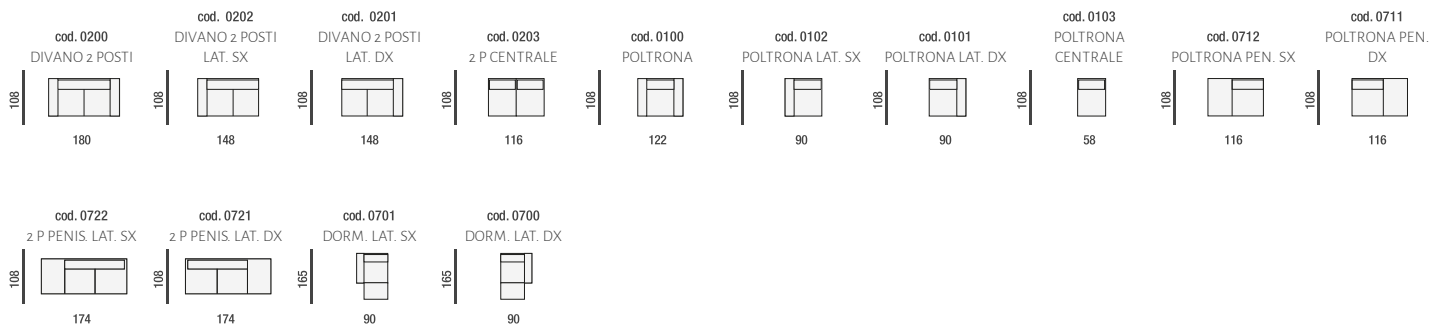 cod. 0200
DIVANO 2 POSTI
108
180
cod. 0202
DIVANO 2 POSTI
LAT. SX
108
148
cod. 0201
DIVANO 2 POSTI
LAT. DX
108
148
cod. 0203
2 P CENTRALE
108
116
cod. 0100
POLTRONA
108
122
cod. 0102
POLTRONA LAT. SX
108
90
cod. 0101
POLTRONA LAT. DX
108
90
cod. 0103
POLTRONA
CENTRALE
108
58
cod. 0712
POLTRONA PEN. SX
108
116
cod. 0711
POLTRONA PEN.
DX
108
116
cod. 0722
2 P PENIS. LAT. SX
108
174
cod. 0721
2 P PENIS. LAT. DX
108
174
cod. 0701
DORM. LAT. SX
165
90
cod. 0700
DORM. LAT. DX
165
90